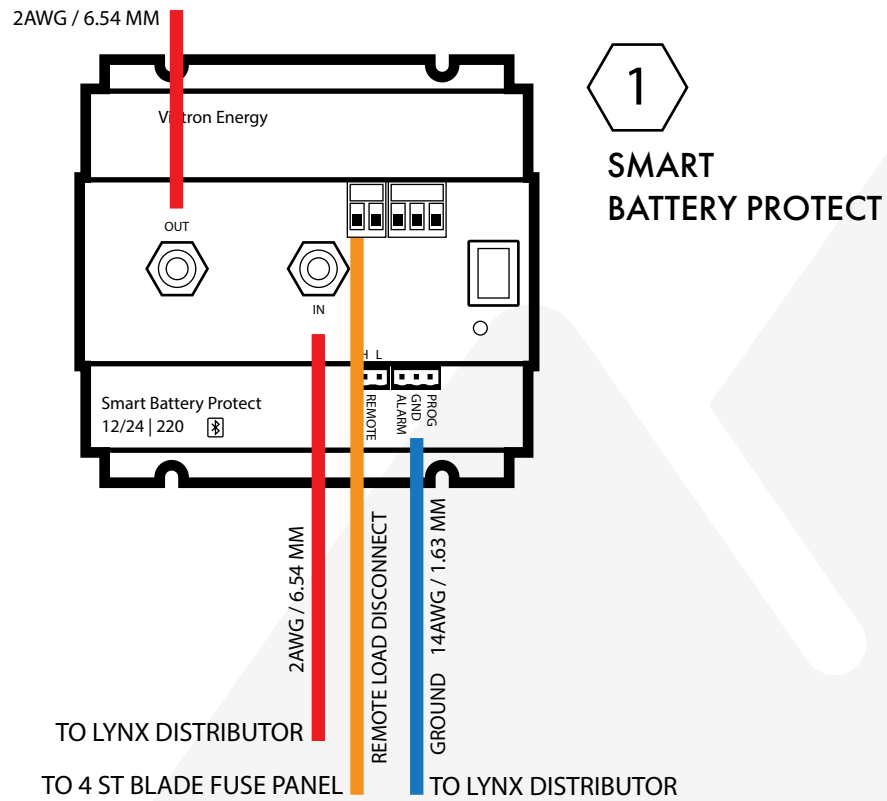 2AWG / 6.54 MM
Victron Energy
1
SMART
BATTERY PROTECT
OUT
IN
H L
REMOTE
ALARM
GND
PROG
Smart Battery Protect
12/24 | 220
2AWG / 6.54 MM
REMOTE LOAD DISCONNECT
GROUND 14AWG / 1.63 MM
TO LYNX DISTRIBUTOR
TO 4 ST BLADE FUSE PANEL
TO LYNX DISTRIBUTOR